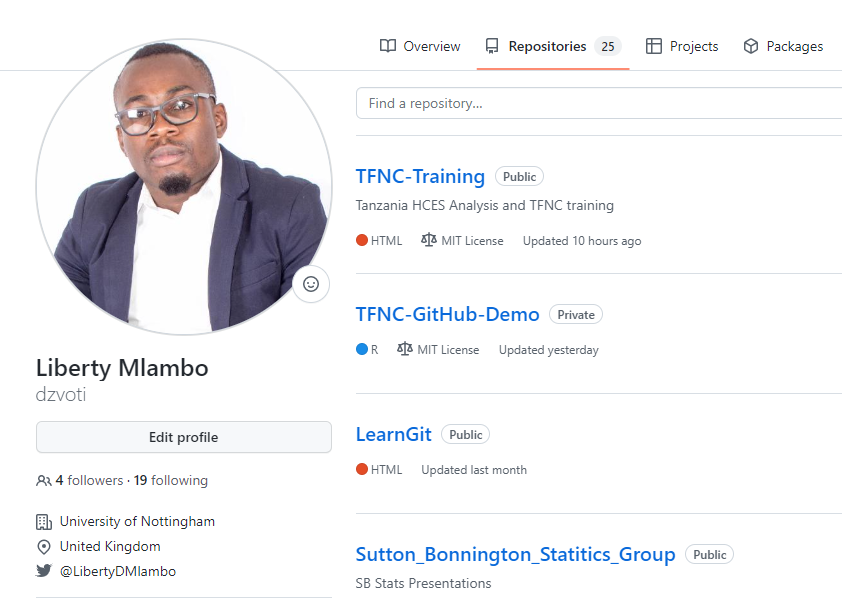 Overview
Repositories 25
Projects
Packages
Find a repository...
TFNC-Training Public
Tanzania HCES Analysis and TFNC training
HTML MIT License Updated 10 hours ago
TFNC-GitHub-Demo Private
R MIT License Updated yesterday
LearnGit Public
HTML Updated last month
Sutton_Bonnington_Statitics_Group Public
SB Stats Presentations
Liberty Mlambo
dzvoti
Edit profile
4 followers · 19 following
University of Nottingham
United Kingdom
@LibertyDMlambo